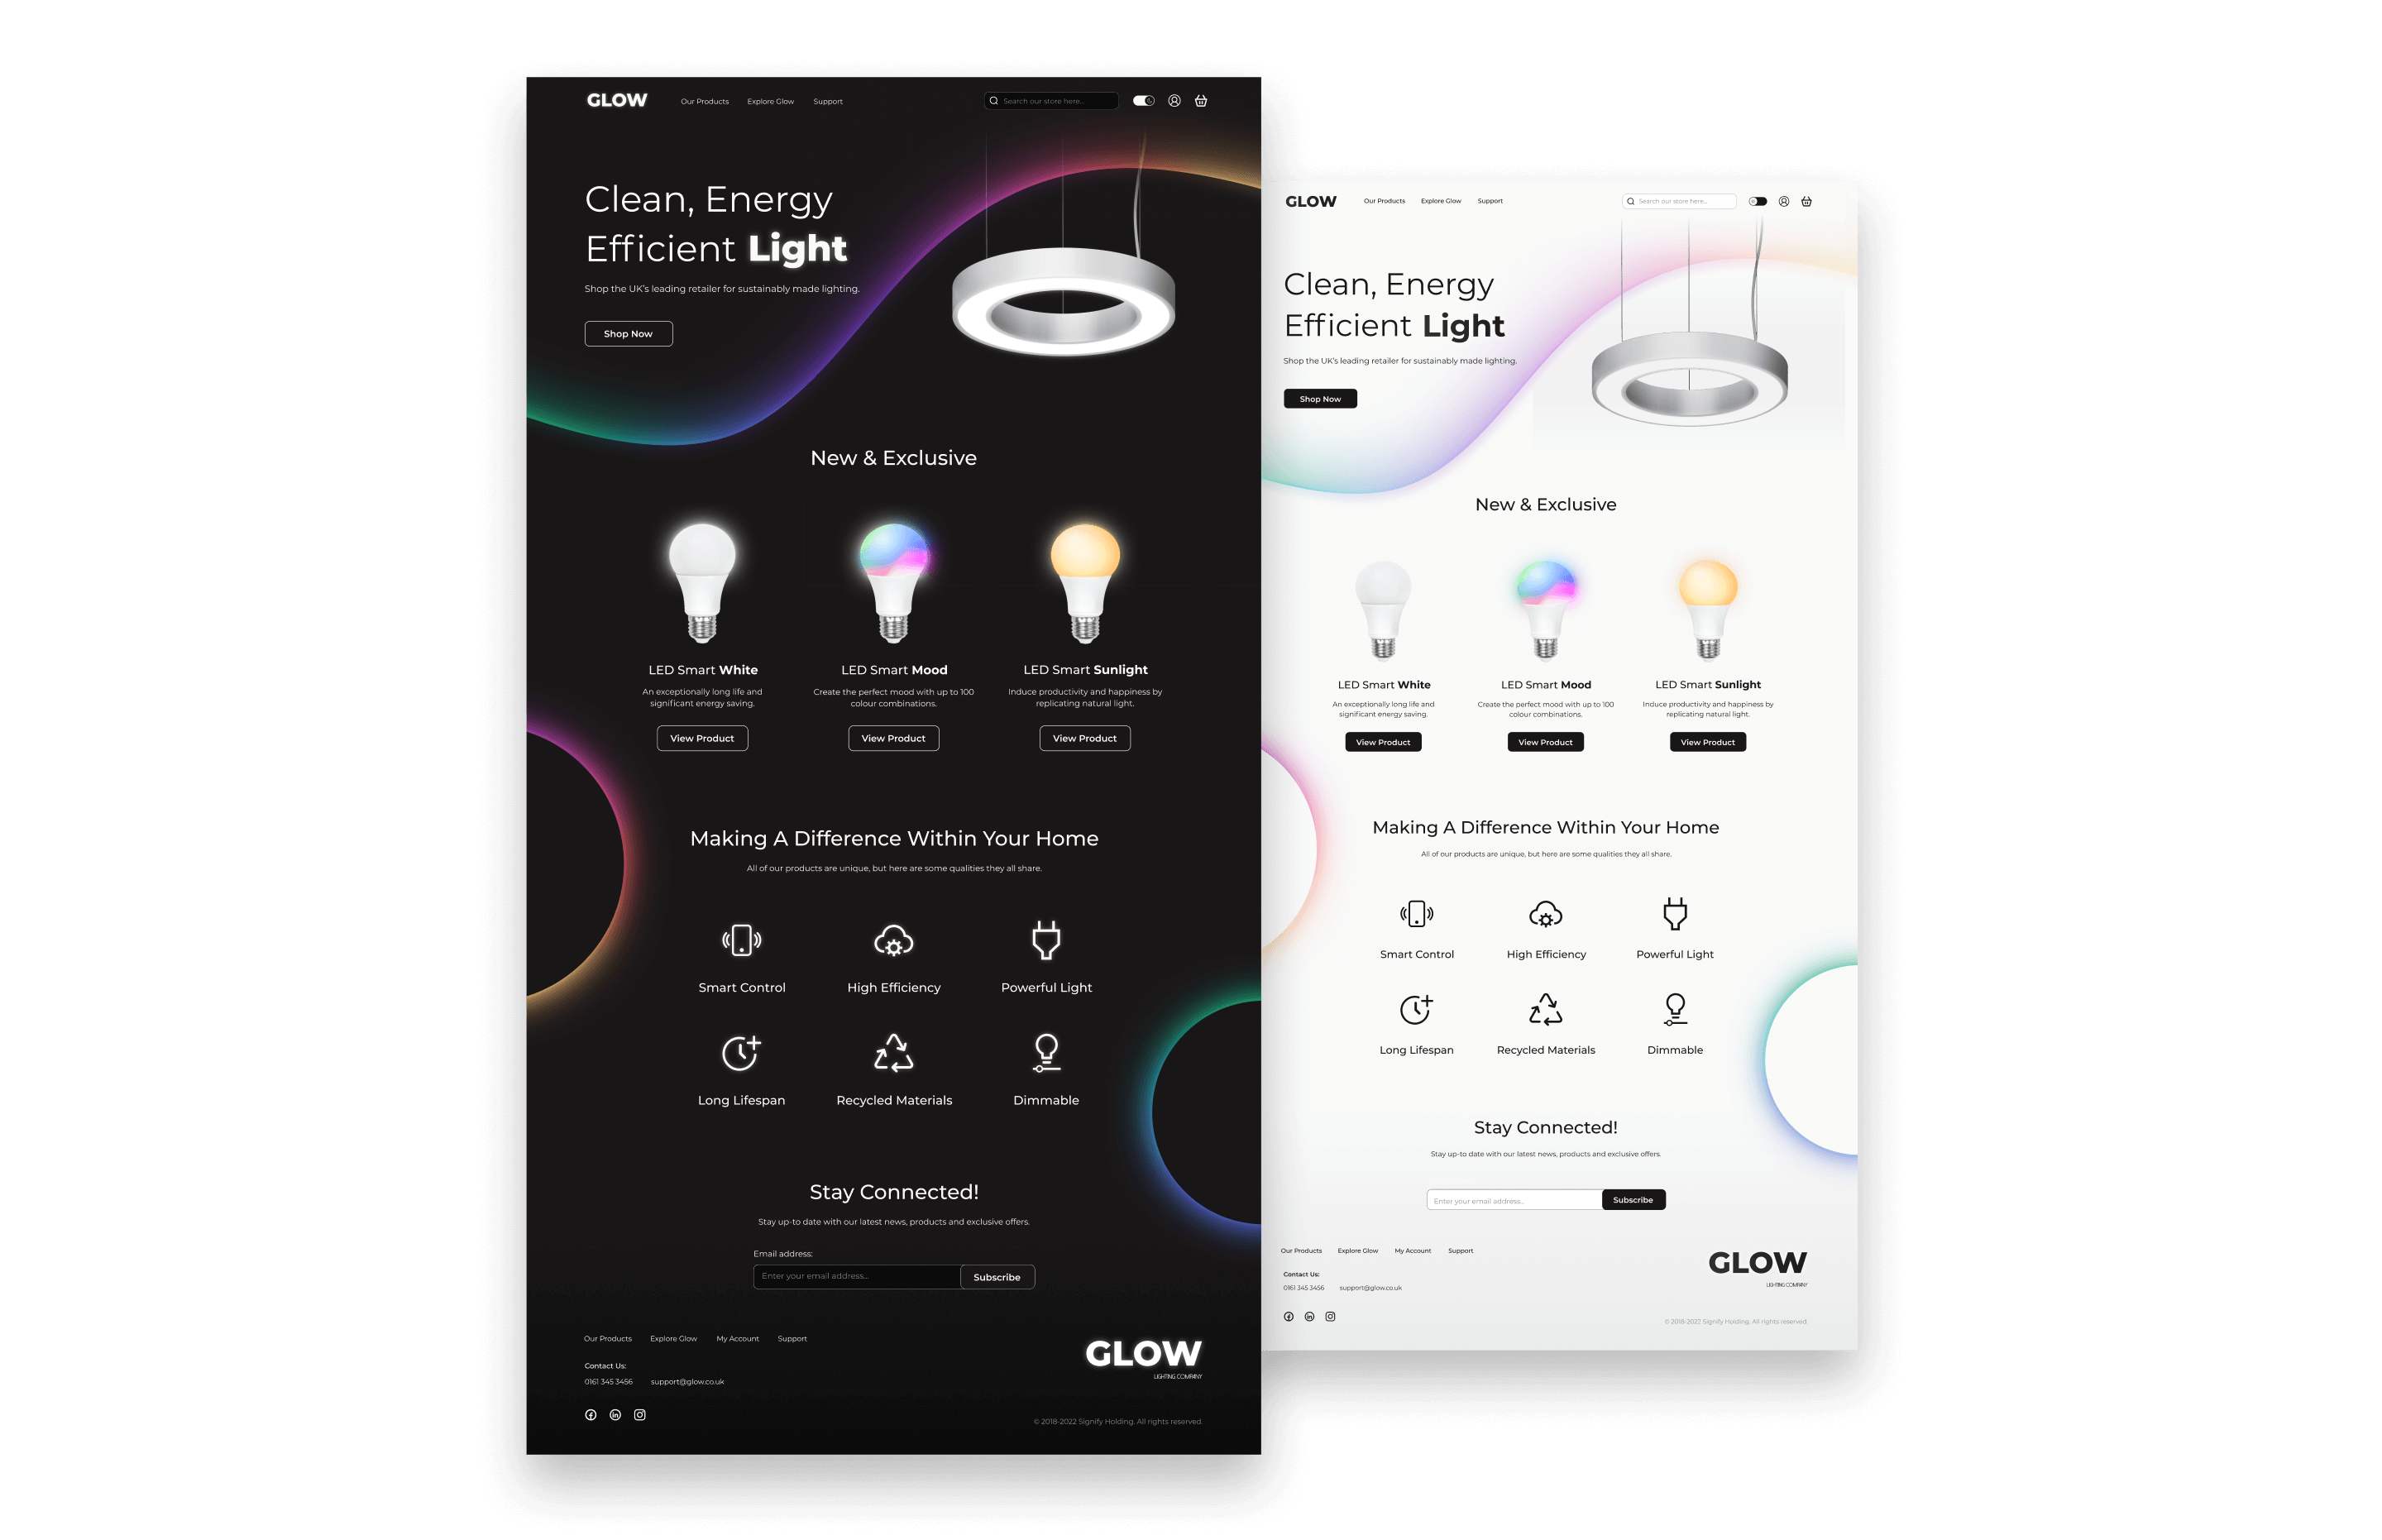 GLOW
Our Products
Explore Glow
Support
Search our store here...
Clean, Energy
Efficient Light
Shop the UK's leading retailer for sustainably made lighting.
Shop Now
New & Exclusive
LED Smart White
An exceptionally long life and
significant energy saving.
View Product
LED Smart Mood
Create the perfect mood with up to 100
colour combinations.
View Product
LED Smart Sunlight
Induce productivity and happiness by
replicating natural light.
View Product
Making A Difference Within Your Home
All of our products are unique, but here are some qualities they all share.
Smart Control
High Efficiency
Powerful Light
Long Lifespan
Recycled Materials
Dimmable
Stay Connected!
Stay up-to date with our latest news, products and exclusive offers.
Email address:
Enter your email address...
Subscribe
Our Products
Explore Glow
My Account
Support
Contact Us:
0161 345 3456
support@glow.co.uk
GLOW
LIGHTING COMPANY
© 2018-2022 Signify Holding. All rights reserved.
GLOW
Our Products
Explore Glow
Support
Search our store here...
Clean, Energy
Efficient Light
Shop the UK's leading retailer for sustainably made lighting.
Shop Now
New & Exclusive
LED Smart White
An exceptionally long life and
significant energy saving.
View Product
LED Smart Mood
Create the perfect mood with up to 100
colour combinations.
View Product
LED Smart Sunlight
Induce productivity and happiness by
replicating natural light.
View Product
Making A Difference Within Your Home
All of our products are unique, but here are some qualities they all share.
Smart Control
High Efficiency
Powerful Light
Long Lifespan
Recycled Materials
Dimmable
Stay Connected!
Stay up-to date with our latest news, products and exclusive offers.
Enter your email address...
Subscribe
Our Products
Explore Glow
My Account
Support
Contact Us:
0161 345 3456
support@glow.co.uk
GLOW
LIGHTING COMPANY
© 2018-2022 Signify Holding. All rights reserved.